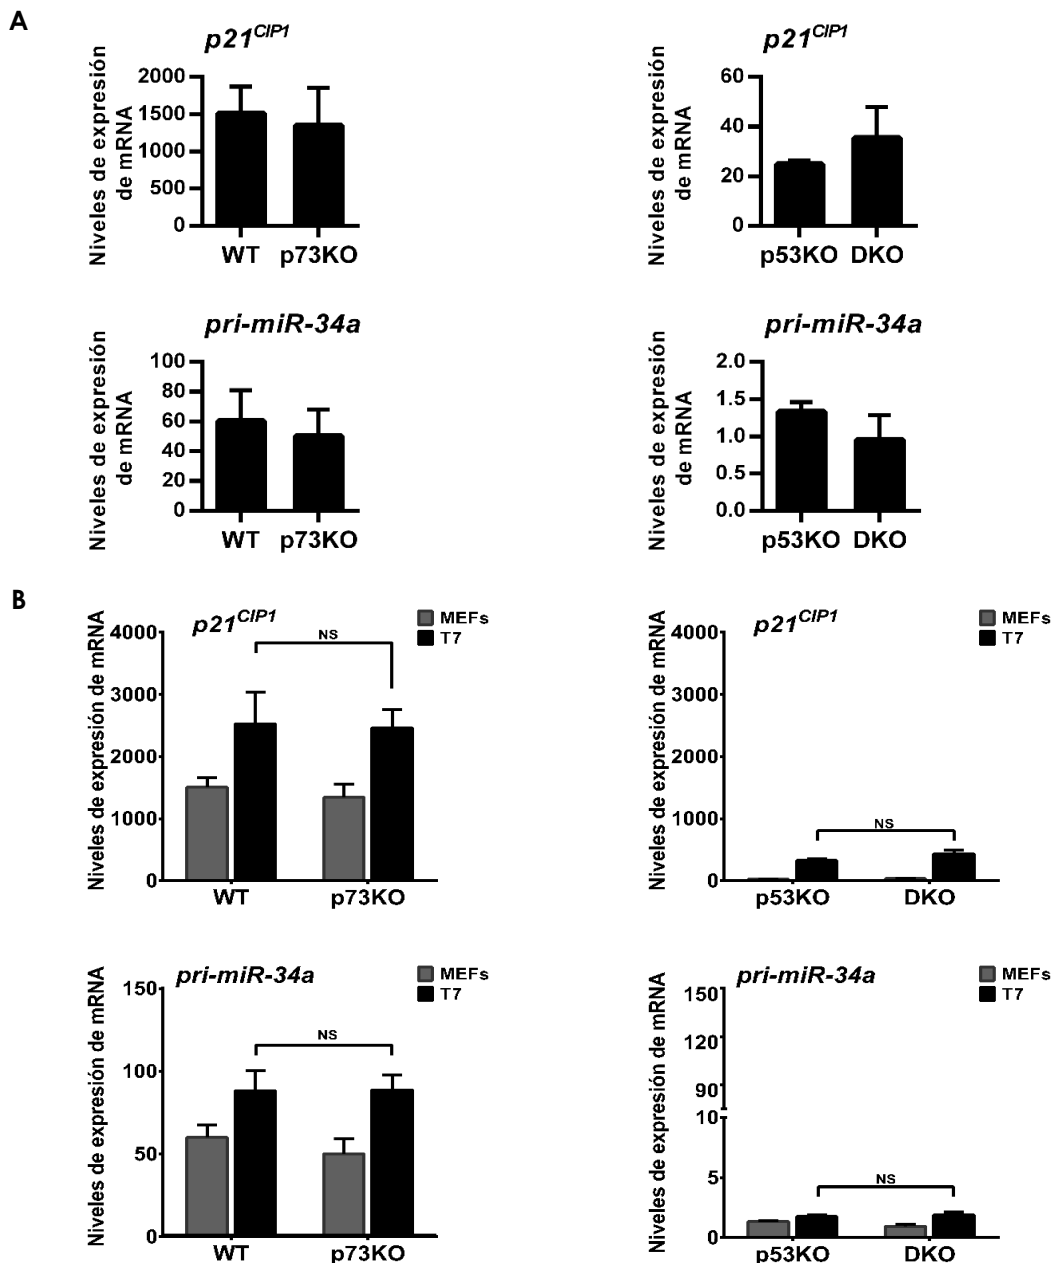 A
p21CIP1
Niveles de expresión
de mRNA
2000
1500
1000
500
0
WT p73KO
p21CIP1
Niveles de expresión
de mRNA
60
40
20
0
p53KO DKO
pri-miR-34a
Niveles de expresión
de mRNA
100
80
60
40
20
0
WT p73KO
pri-miR-34a
Niveles de expresión
de mRNA
2.0
1.5
1.0
0.5
0.0
p53KO DKO
B
p21CIP1
MEFs
T7
Niveles de expresión de mRNA
4000
3000
2000
1000
0
NS
WT p73KO
p21CIP1
MEFs
T7
Niveles de expresión de mRNA
4000
3000
2000
1000
0
NS
p53KO DKO
pri-miR-34a
MEFs
T7
Niveles de expresión de mRNA
150
100
50
0
NS
WT p73KO
pri-miR-34a
MEFs
T7
Niveles de expresión de mRNA
150
120
90
10
5
0
NS
p53KO DKO